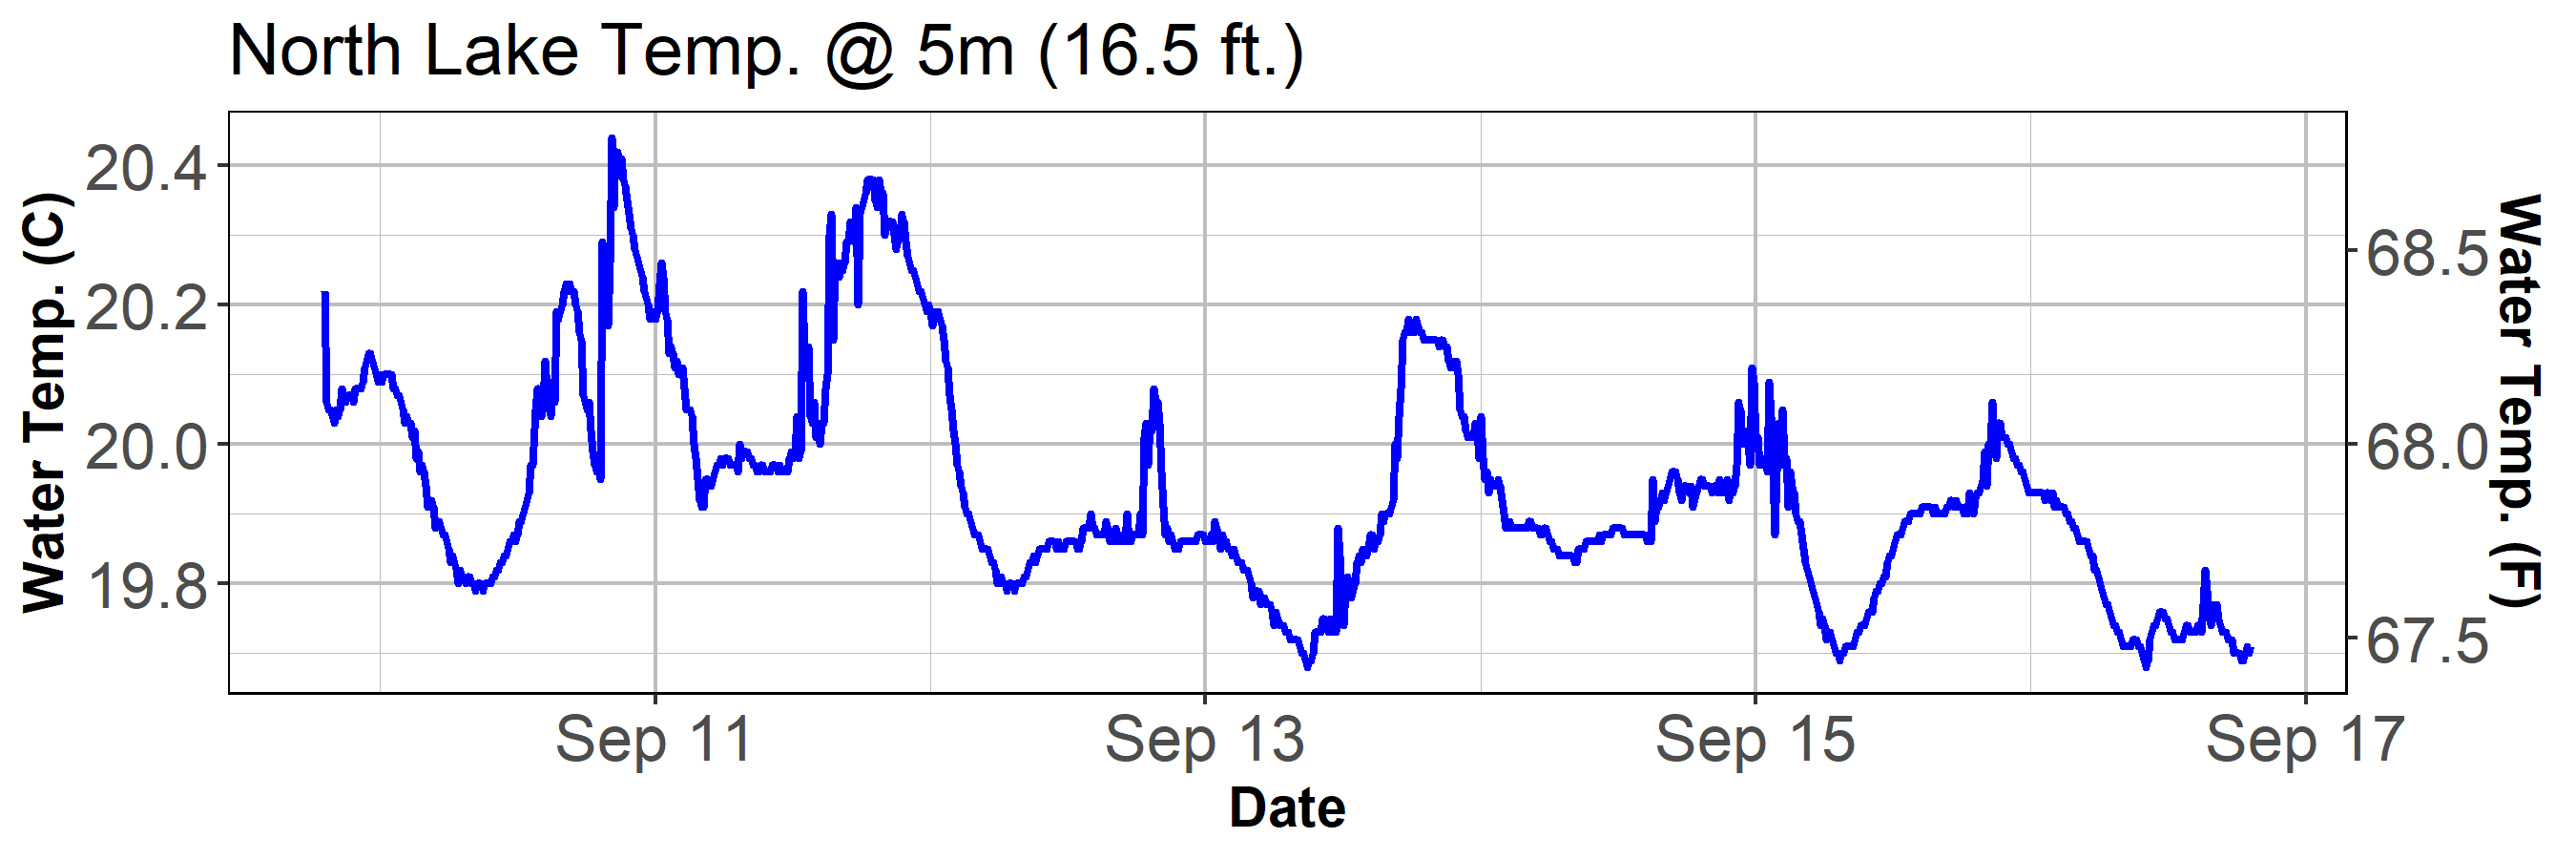 North Lake Temp. @ 5m (16.5 ft.)
Water Temp. (C)
20.4
20.2
20.0
19.8
68.5
68.0
67.5
Water Temp. (F)
Sep 11
Sep 13
Sep 15
Sep 17
Date